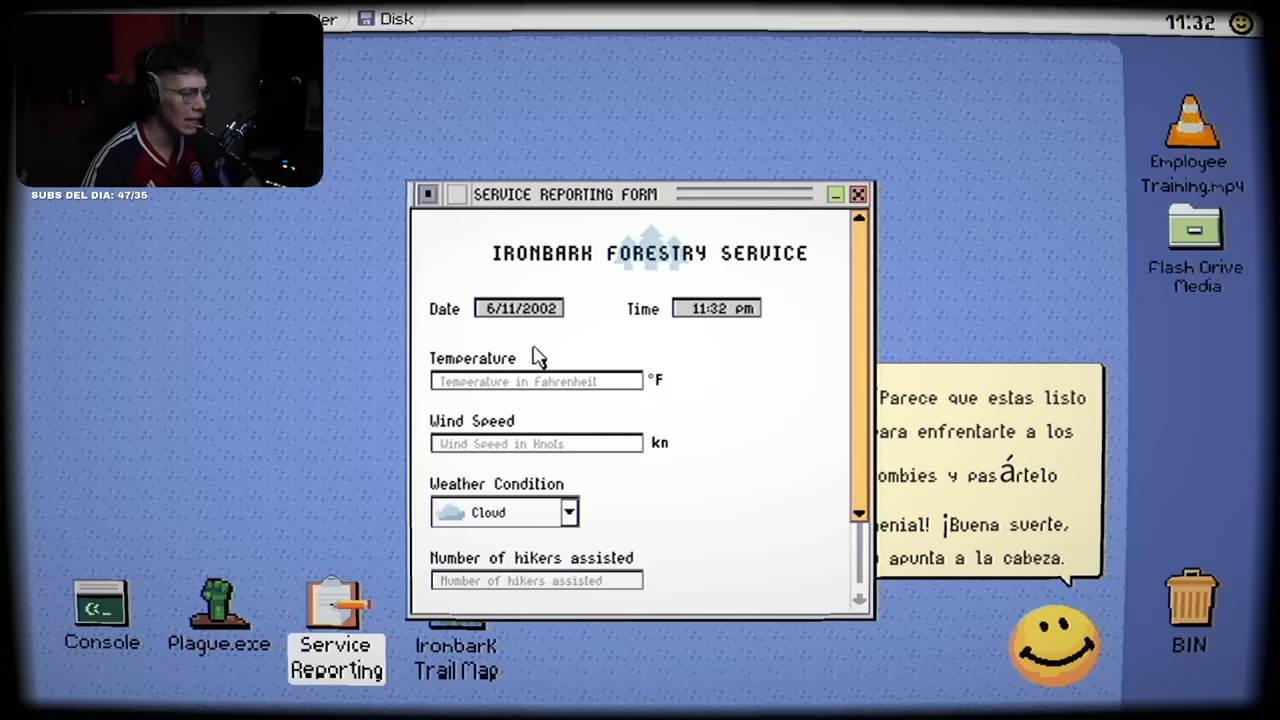 Disk
11:32
SUBS DEL DIA: 47/35
Employee
Training.mp4
Flash Drive
Media
SERVICE REPORTING FORM
IRONBARK FORESTRY SERVICE
Date 6/11/2002 Time 11:32 pm
Temperature
Temperature in Fahrenheit °F
Wind Speed
Wind Speed in Knots kn
Weather Condition
Cloud
Number of hikers assisted
Number of hikers assisted
Parece que estas listo
para enfrentarte a los
zombies y pasártelo
genial! ¡Buena suerte,
apunta a la cabeza.
Console
Plague.exe
Service
Reporting
Ironbark
Trail Map
BIN